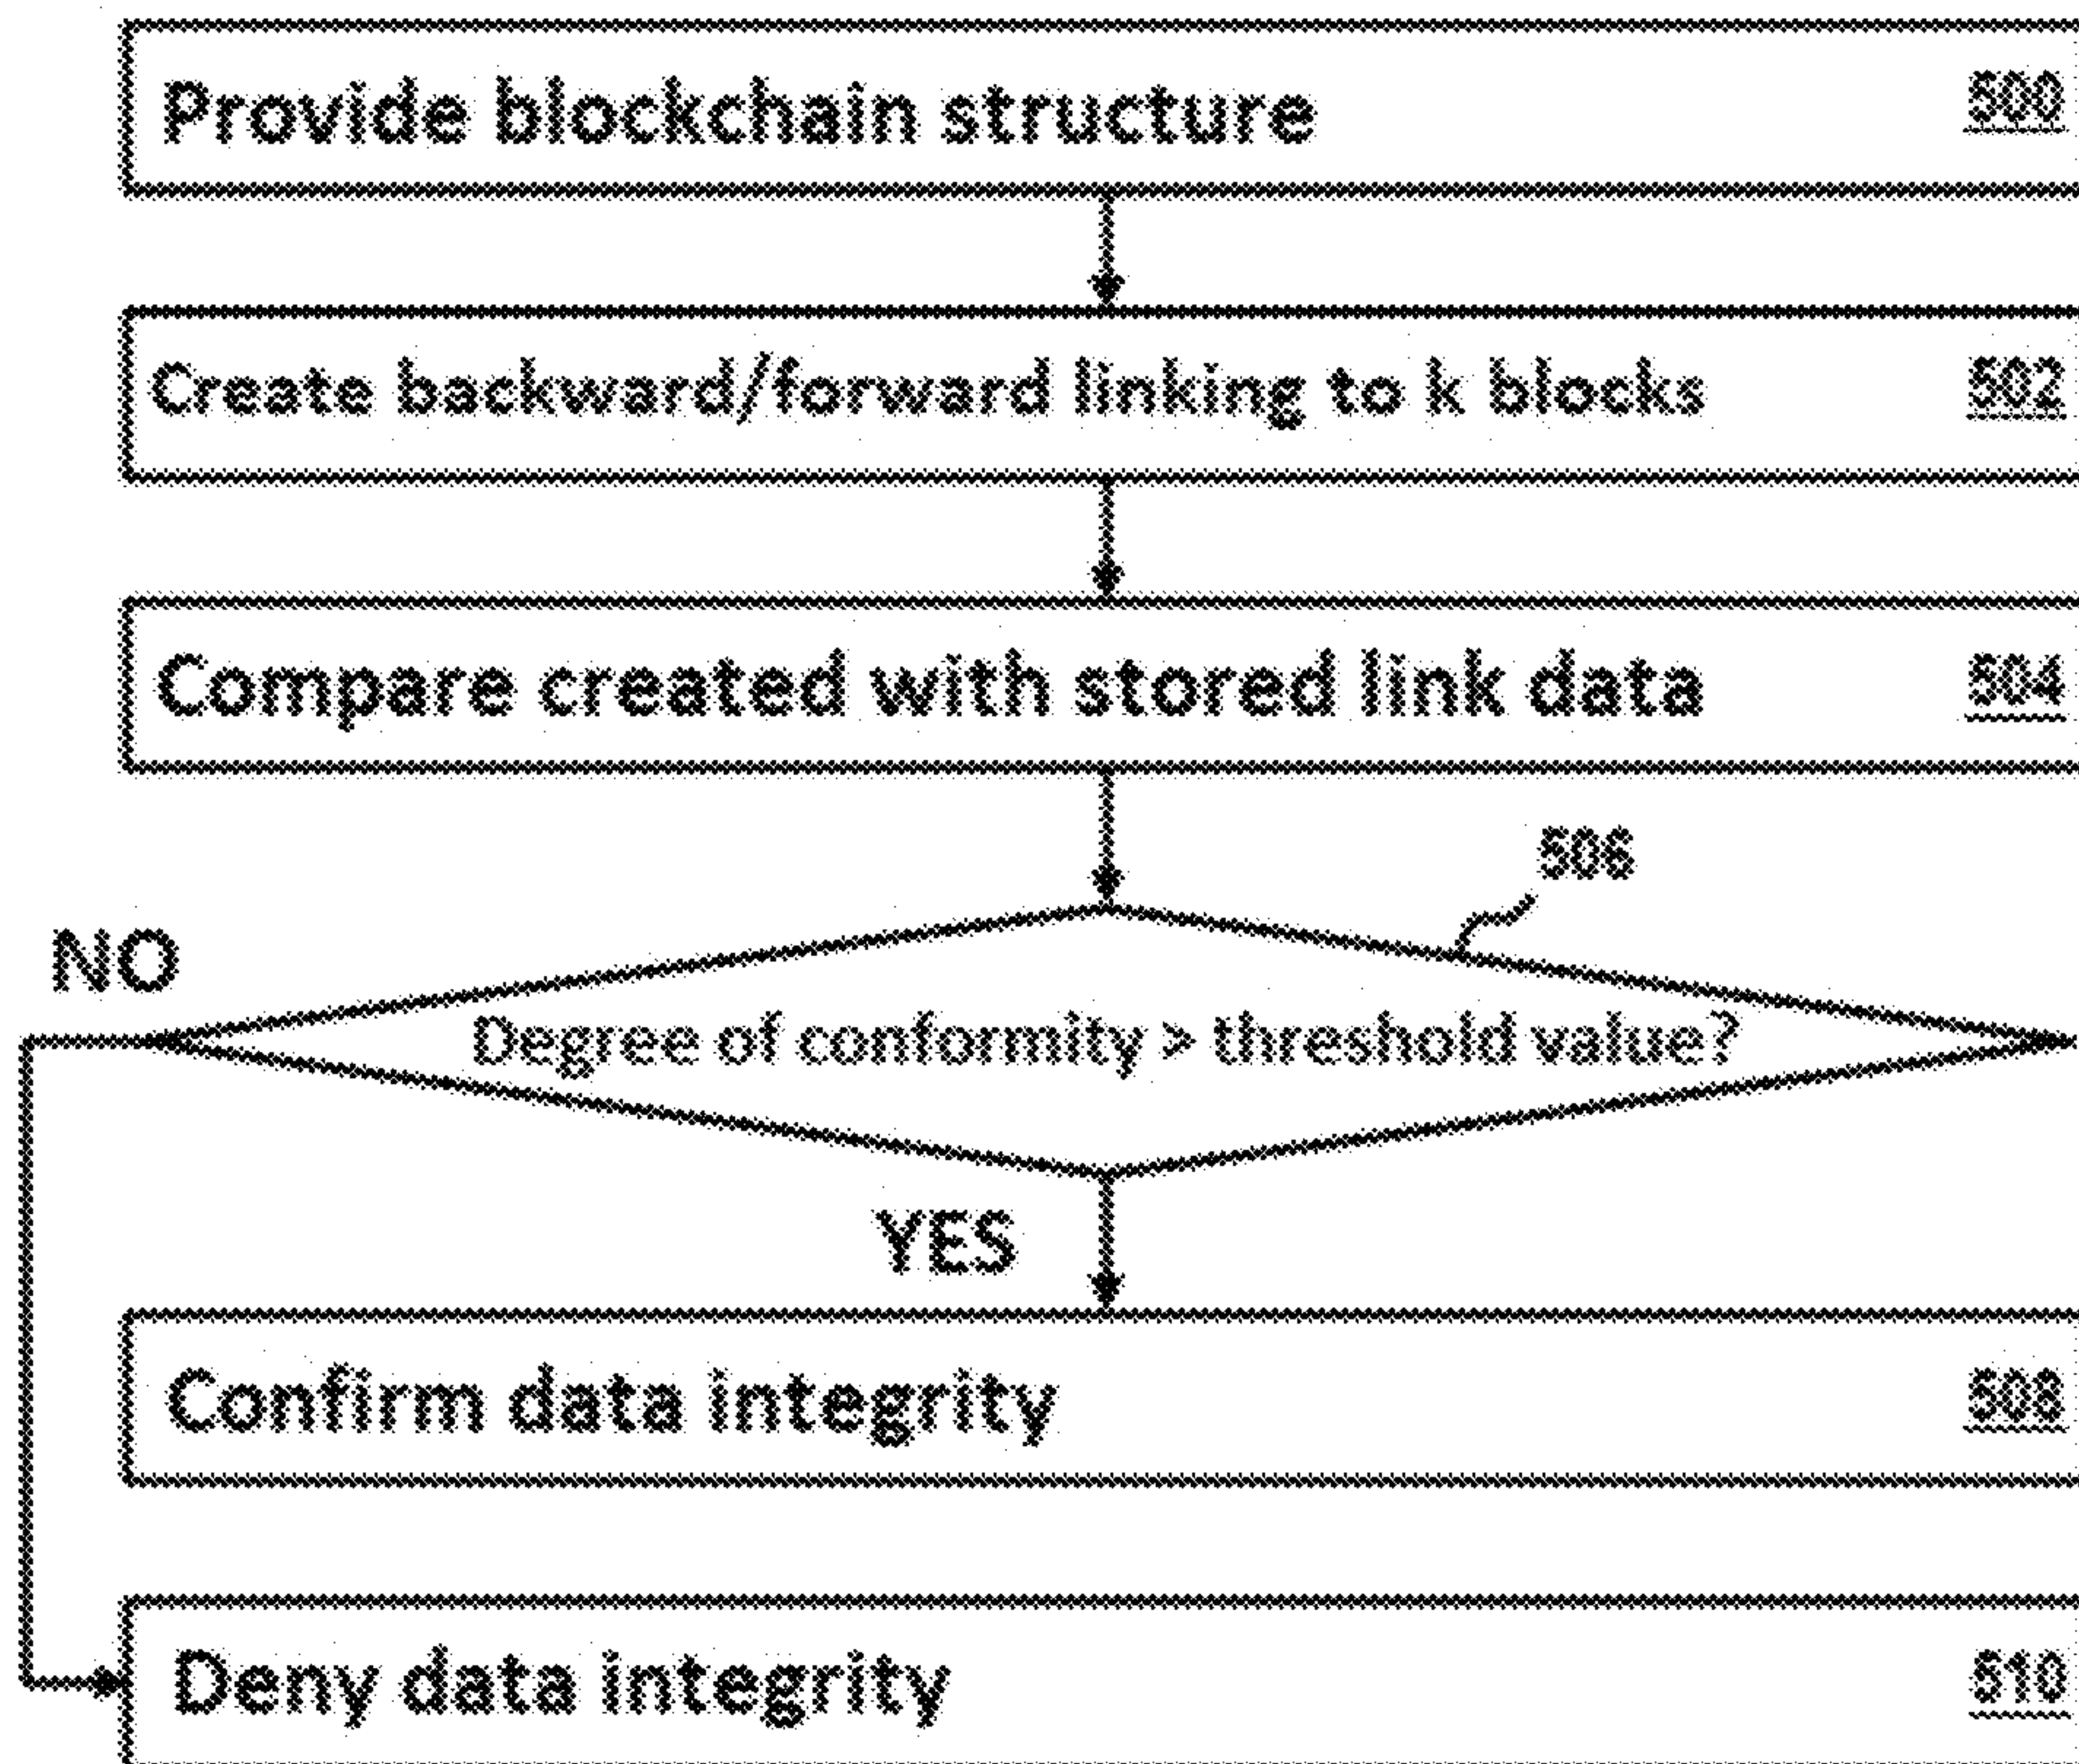 Provide blockchain structure 500
Create backward/forward linking to k blocks 502
Compare created with stored link data 504
506
NO
Degree of conformity > threshold value?
YES
Confirm data integrity 508
Deny data integrity 510